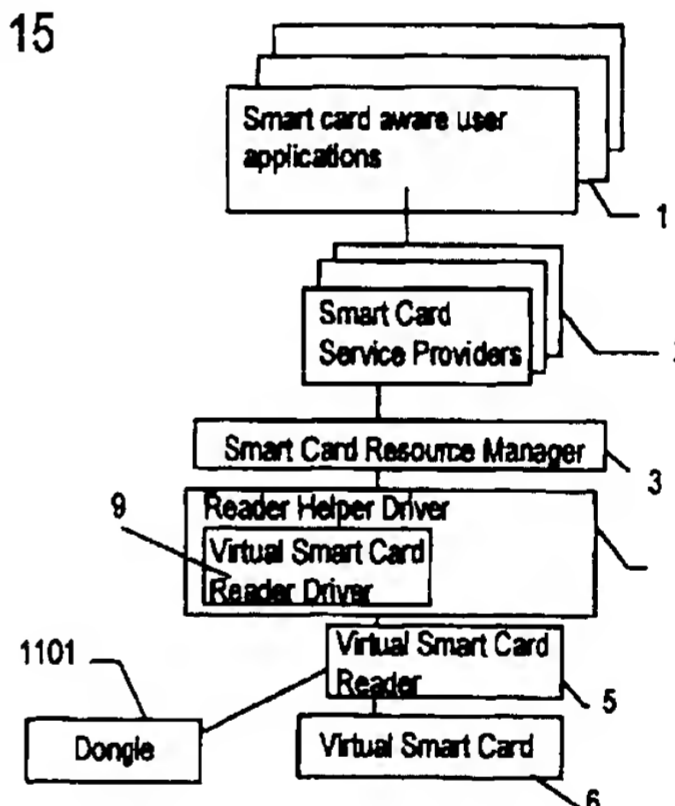 15
Smart card aware user
applications
1
Smart Card
Service Providers
Smart Card Resource Manager
3
Reader Helper Driver
9
Virtual Smart Card
Reader Driver
1101
Virtual Smart Card
Reader
5
Dongle
Virtual Smart Card
6